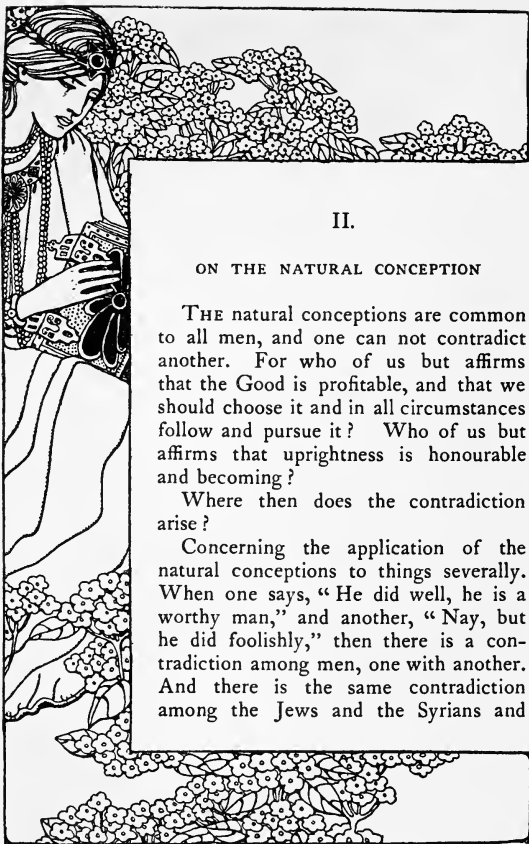 II.
ON THE NATURAL CONCEPTION
THE natural conceptions are common
to all men, and one can not contradict
another. For who of us but affirms
that the Good is profitable, and that we
should choose it and in all circumstances
follow and pursue it ? Who of us but
affirms that uprightness is honourable
and becoming ?
Where then does the contradiction
arise ?
Concerning the application of the
natural conceptions to things severally.
When one says, “ He did well, he is a
worthy man,” and another, “ Nay, but
he did foolishly,” then there is a con-
tradiction among men, one with another.
And there is the same contradiction
among the Jews and the Syrians and